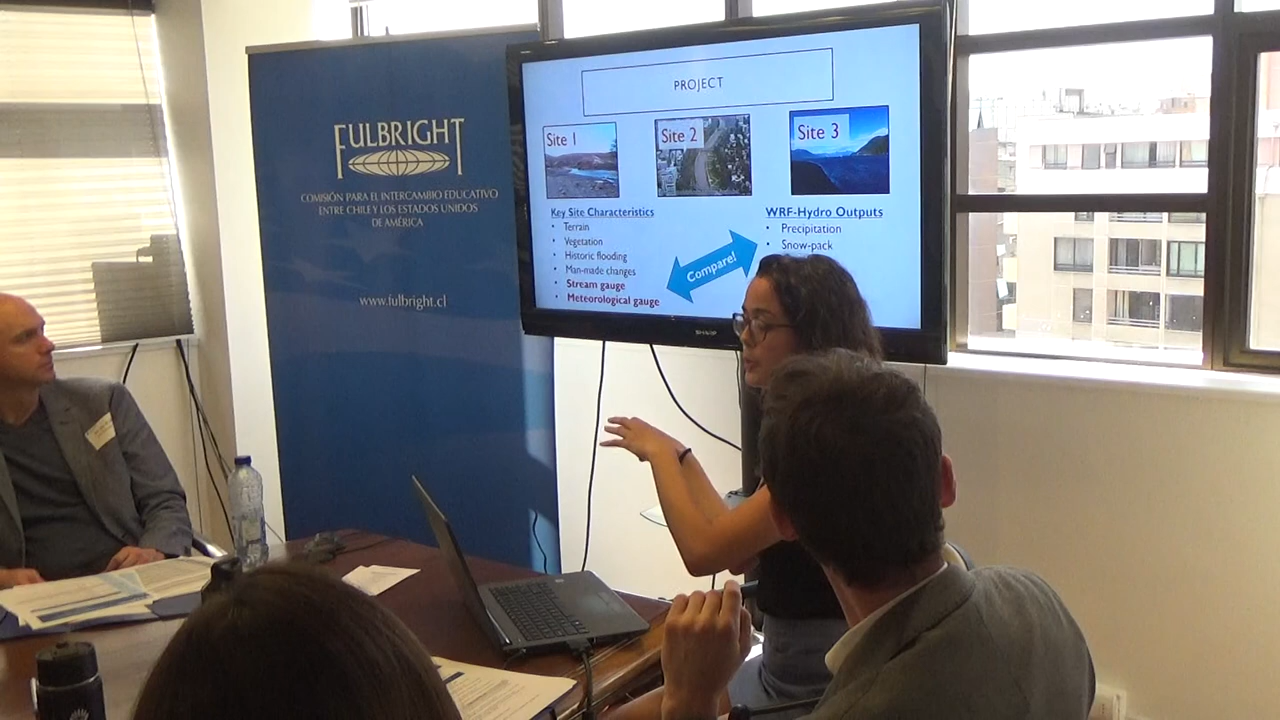 FULBRIGHT
COMISIÓN PARA EL INTERCAMBIO EDUCATIVO
ENTRE CHILE Y LOS ESTADOS UNIDOS
DE AMÉRICA
www.fulbright.cl
PROJECT
Site 1
Site 2
Site 3
Key Site Characteristics
• Terrain
• Vegetation
• Historic flooding
• Man-made changes
• Stream gauge
• Meteorological gauge
Compare!
WRF-Hydro Outputs
• Precipitation
• Snow-pack
SHARP